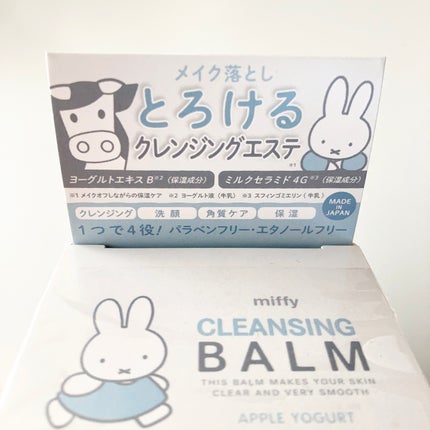 メイク落とし
とろける
クレンジングエステ※1
ヨーグルトエキスB※2（保湿成分） ミルクセラミド4G※3（保湿成分）
※1 メイクオフしながらの保湿ケア ※2 ヨーグルト液（牛乳） ※3 スフィンゴミエリン（牛乳）
クレンジング 洗顔 角質ケア 保湿
MADE IN JAPAN
1つで4役！パラベンフリー・エタノールフリー
miffy
CLEANSING
BALM
THIS BALM MAKES YOUR SKIN
CLEAR AND VERY SMOOTH
APPLE YOGURT